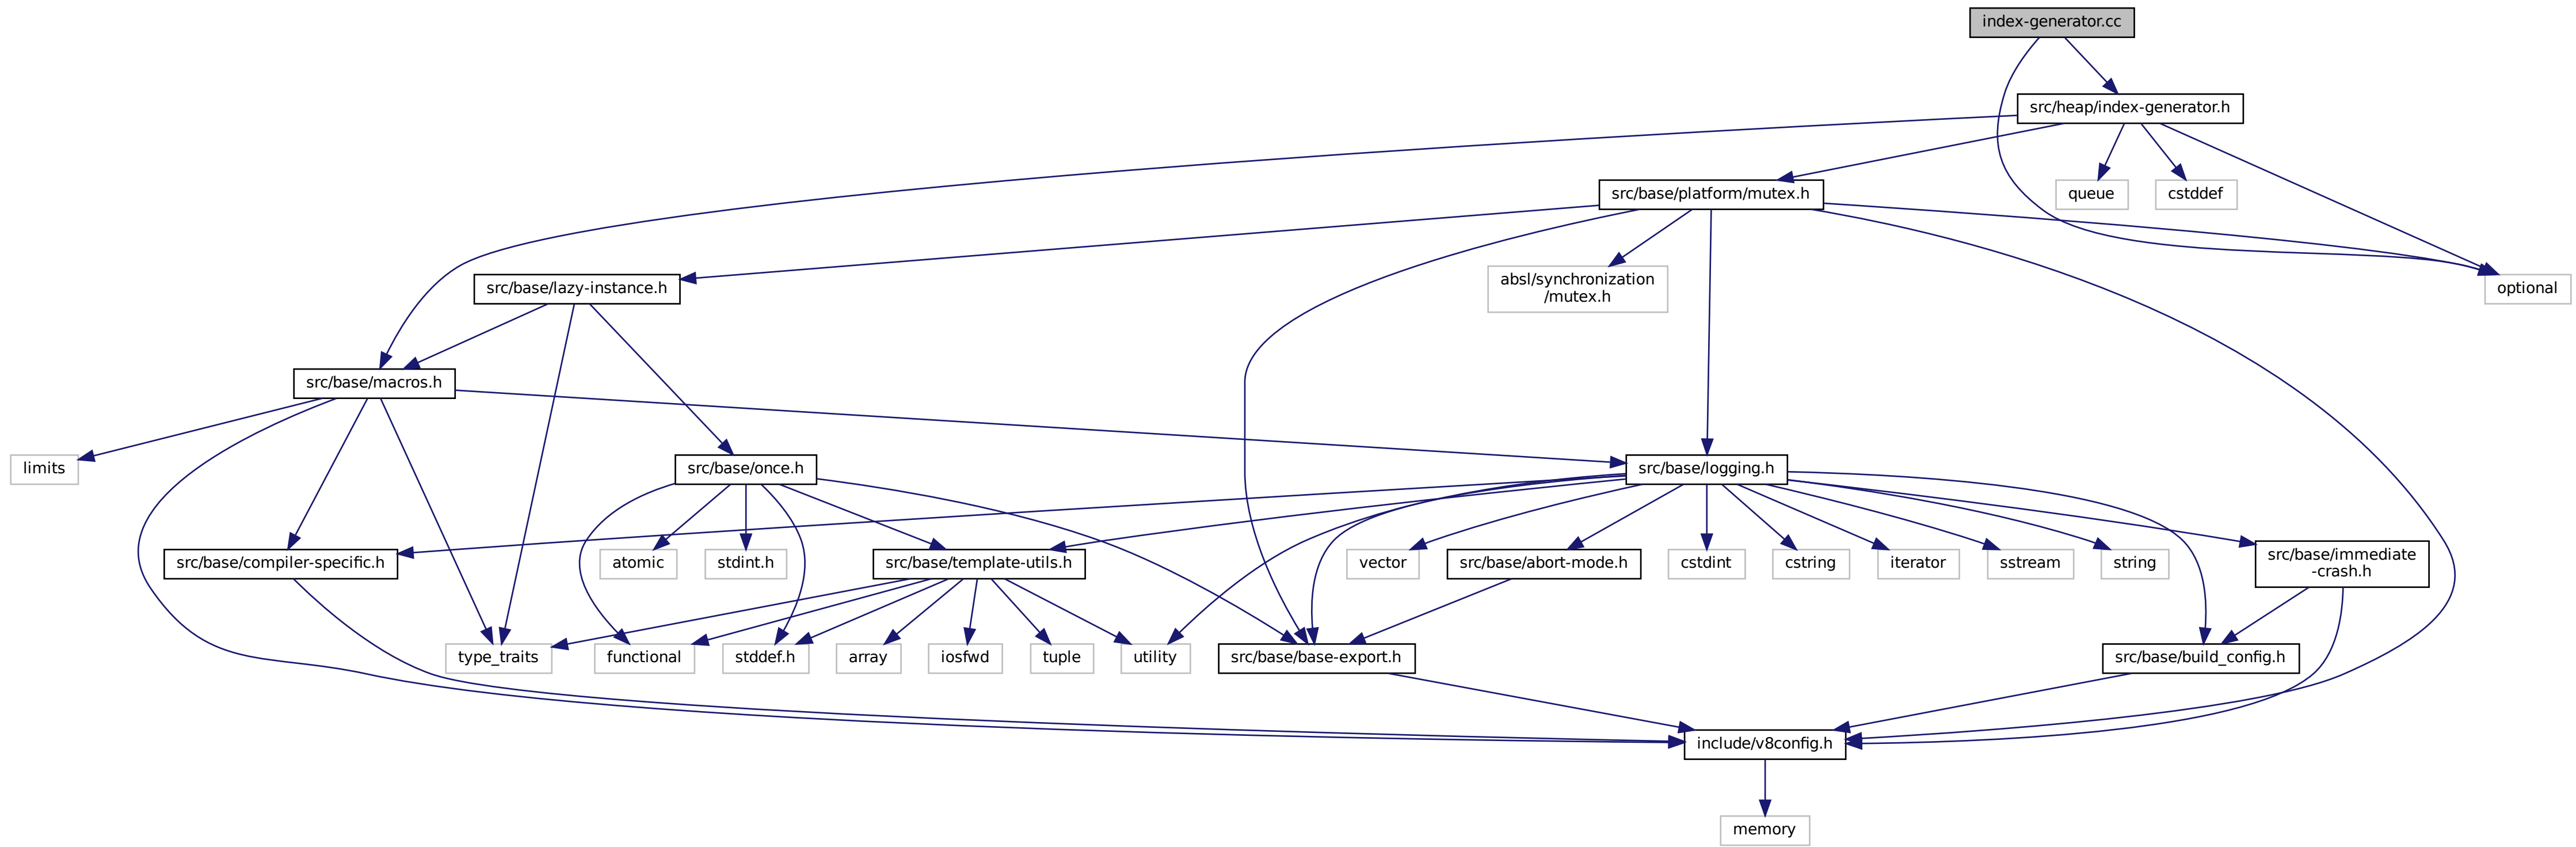 index-generator.cc
src/heap/index-generator.h
src/base/platform/mutex.h
queue
cstddef
src/base/lazy-instance.h
absl/synchronization
/mutex.h
optional
src/base/macros.h
limits
src/base/once.h
src/base/logging.h
src/base/compiler-specific.h
atomic
stdint.h
src/base/template-utils.h
vector
src/base/abort-mode.h
cstdint
cstring
iterator
sstream
string
src/base/immediate
-crash.h
type_traits
functional
stddef.h
array
iosfwd
tuple
utility
src/base/base-export.h
src/base/build_config.h
include/v8config.h
memory